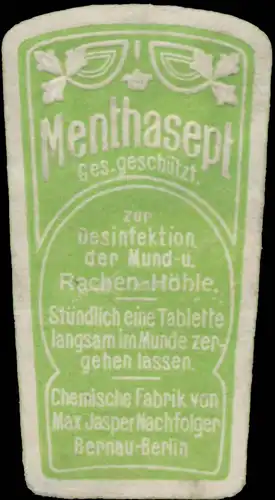 Menthasept
Ges. geschützt.
zur
Desinfektion
der Mund-u.
Rachen-Höhle.
Stündlich eine Tablette
langsam im Munde zer-
gehen lassen.
Chemische Fabrik von
Max Jasper Nachfolger
Bernau-Berlin